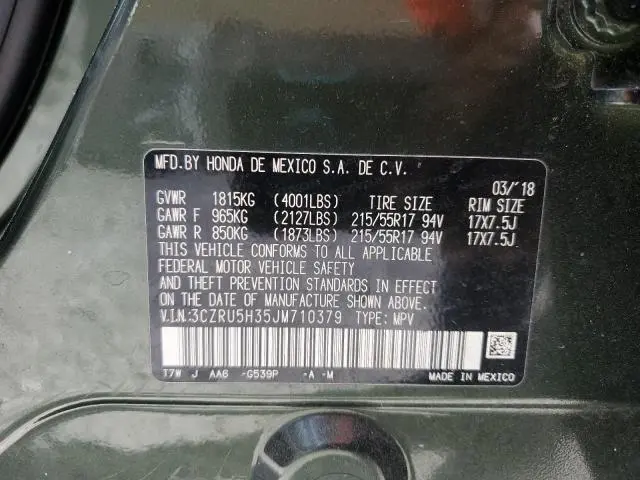 MFD.BY HONDA DE MEXICO S.A. DE C.V.
03/'18
GVWR 1815KG (4001LBS) TIRE SIZE RIM SIZE
GAWR F 965KG (2127LBS) 215/55R17 94V 17X7.5J
GAWR R 850KG (1873LBS) 215/55R17 94V 17X7.5J
THIS VEHICLE CONFORMS TO ALL APPLICABLE
FEDERAL MOTOR VEHICLE SAFETY
AND THEFT PREVENTION STANDARDS IN EFFECT
ON THE DATE OF MANUFACTURE SHOWN ABOVE.
V.I.N:3CZRU5H35JM710379 TYPE: MPV
T7W J AA6 -G539P -A -M MADE IN MEXICO